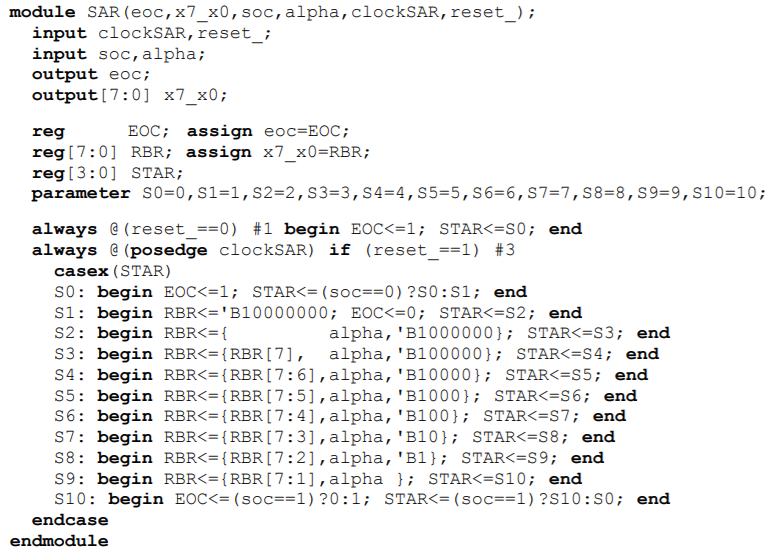 module SAR(eoc,x7_x0,soc,alpha,clockSAR,reset_);
input clockSAR,reset_;
input soc,alpha;
output eoc;
output[7:0] x7_x0;
reg EOC; assign eoc=EOC;
reg[7:0] RBR; assign x7_x0=RBR;
reg[3:0] STAR;
parameter S0=0,S1=1,S2=2,S3=3,S4=4,S5=5,S6=6,S7=7,S8=8,S9=9,S10=10;
always @(reset_==0) #1 begin EOC<=1; STAR<=S0; end
always @(posedge clockSAR) if (reset_==1) #3
casex(STAR)
S0: begin EOC<=1; STAR<=(soc==0)?S0:S1; end
S1: begin RBR<='B10000000; EOC<=0; STAR<=S2; end
S2: begin RBR<={ alpha,'B1000000}; STAR<=S3; end
S3: begin RBR<={RBR[7], alpha,'B100000}; STAR<=S4; end
S4: begin RBR<={RBR[7:6],alpha,'B10000}; STAR<=S5; end
S5: begin RBR<={RBR[7:5],alpha,'B1000}; STAR<=S6; end
S6: begin RBR<={RBR[7:4],alpha,'B100}; STAR<=S7; end
S7: begin RBR<={RBR[7:3],alpha,'B10}; STAR<=S8; end
S8: begin RBR<={RBR[7:2],alpha,'B1}; STAR<=S9; end
S9: begin RBR<={RBR[7:1],alpha }; STAR<=S10; end
S10: begin EOC<=(soc==1)?0:1; STAR<=(soc==1)?S10:S0; end
endcase
endmodule